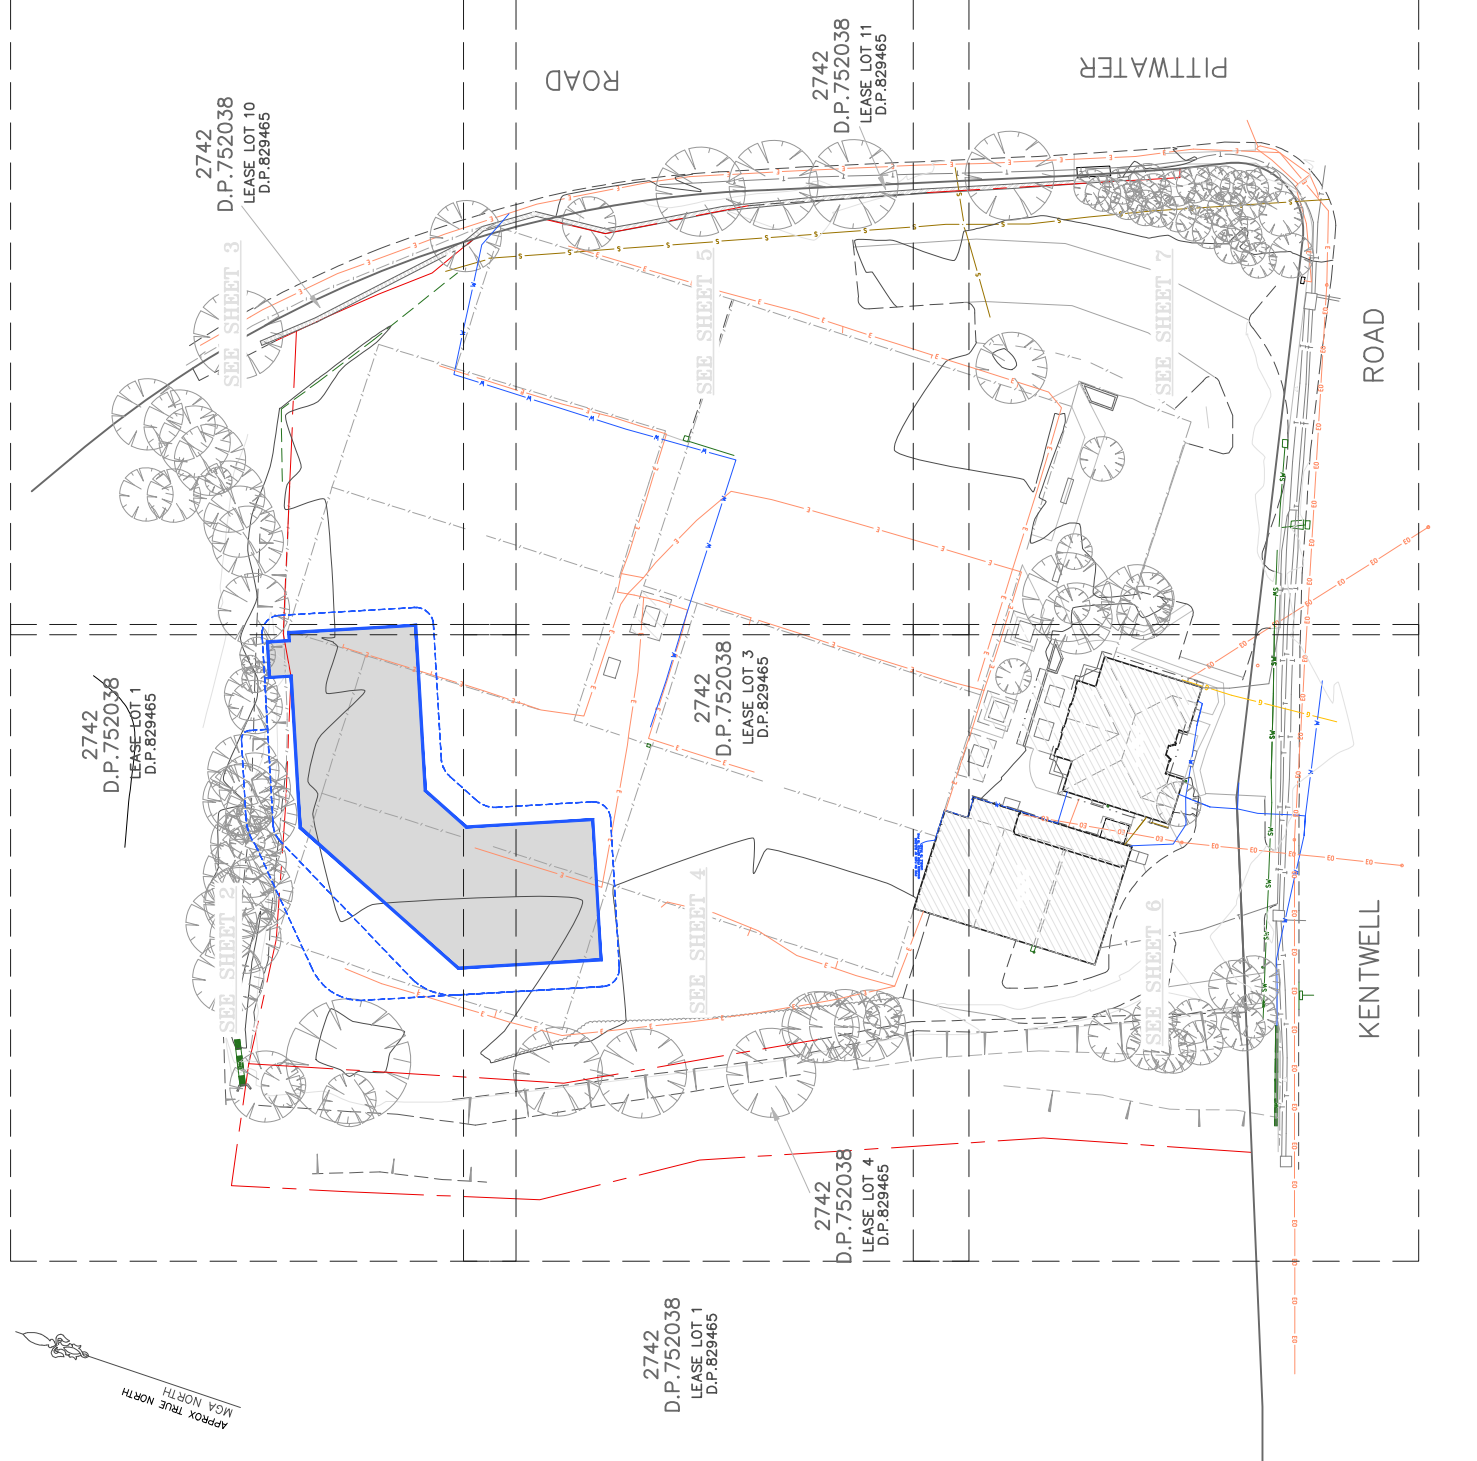 ROAD
PITTWATER
2742
D.P.752038
LEASE LOT 11
D.P.829465
2742
D.P.752038
LEASE LOT 10
D.P.829465
SEE SHEET 3
SEE SHEET 5
SEE SHEET 7
ROAD
2742
D.P.752038
LEASE LOT 1
D.P.829465
2742
D.P.752038
LEASE LOT 3
D.P.829465
SEE SHEET 2
SEE SHEET 4
SEE SHEET 6
KENTWELL
2742
D.P.752038
LEASE LOT 4
D.P.829465
2742
D.P.752038
LEASE LOT 1
D.P.829465
APPROX TRUE NORTH
MGA NORTH